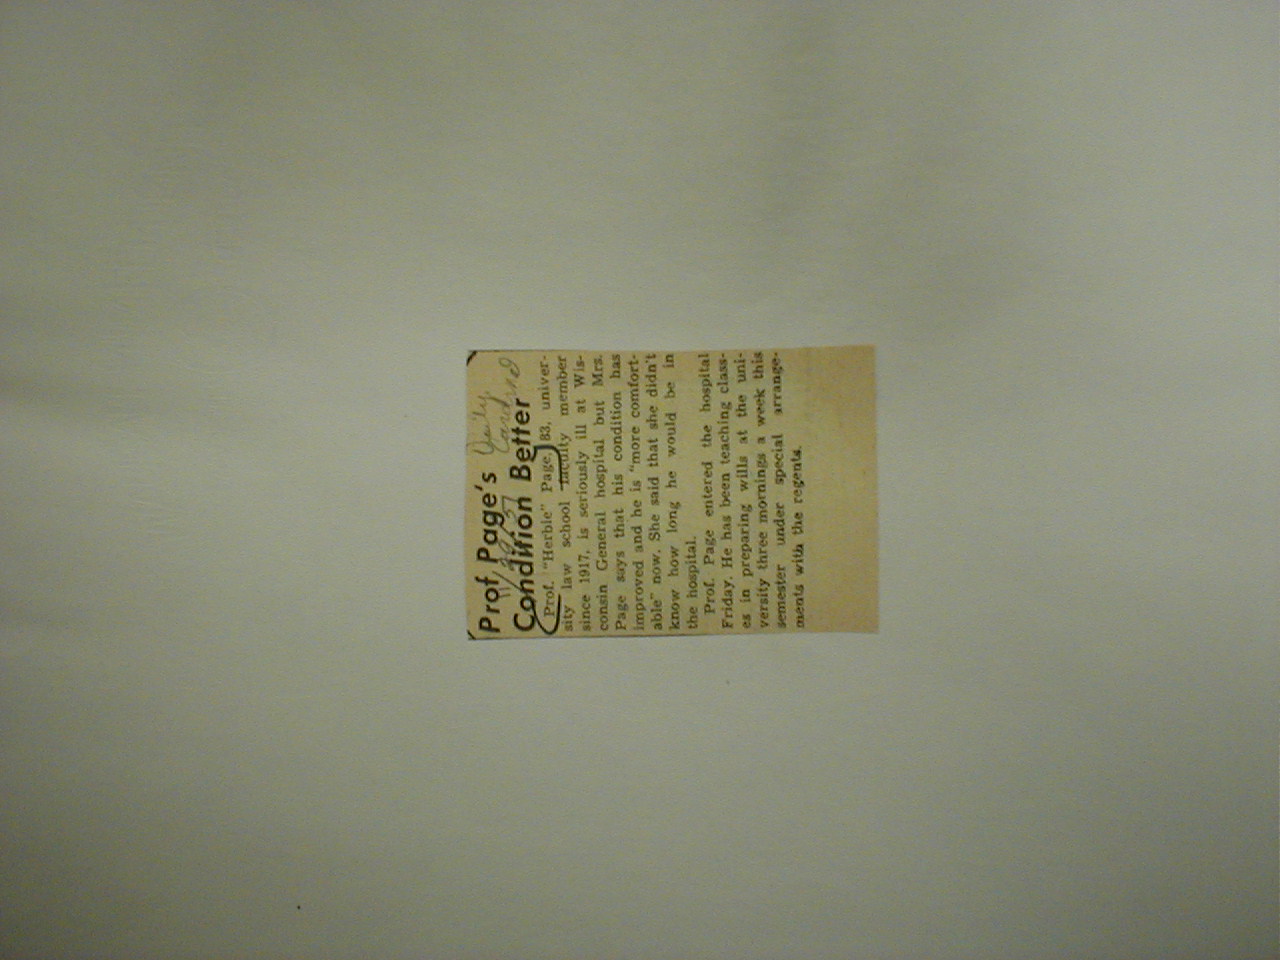 Prof. Page's
Condition Better
Daily
Cardinal
Prof. "Herbie" Page, 83, univer-
sity law school faculty member
since 1917, is seriously ill at Wis-
consin General hospital but Mrs.
Page says that his condition has
improved and he is "more comfort-
able" now. She said that she didn't
know how long he would be in
the hospital.
Prof. Page entered the hospital
Friday. He has been teaching class-
es in preparing wills at the uni-
versity three mornings a week this
semester under special arrange-
ments with the regents.